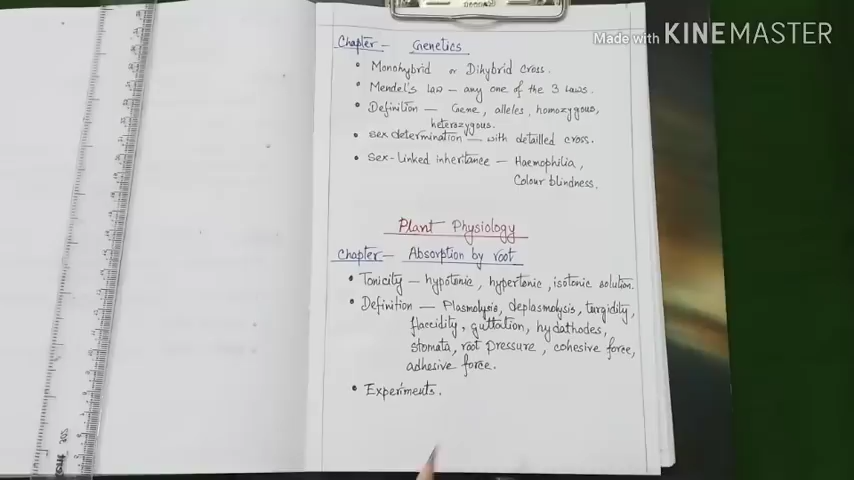 Made with KINEMASTER
Chapter - Genetics
• Monohybrid or Dihybrid cross.
• Mendel's law - any one of the 3 laws.
• Definition - Gene, alleles, homozygous,
heterozygous.
• Sex determination - with detailled cross.
• Sex-Linked inheritance - Haemophilia,
Colour blindness.
Plant Physiology
Chapter - Absorption by root
• Tonicity - hypotonic, hypertonic, isotonic solution.
• Definition - Plasmolysis, deplasmolysis, turgidity,
flaccidity, guttation, hydathodes,
stomata, root pressure, cohesive force,
adhesive force.
• Experiments.